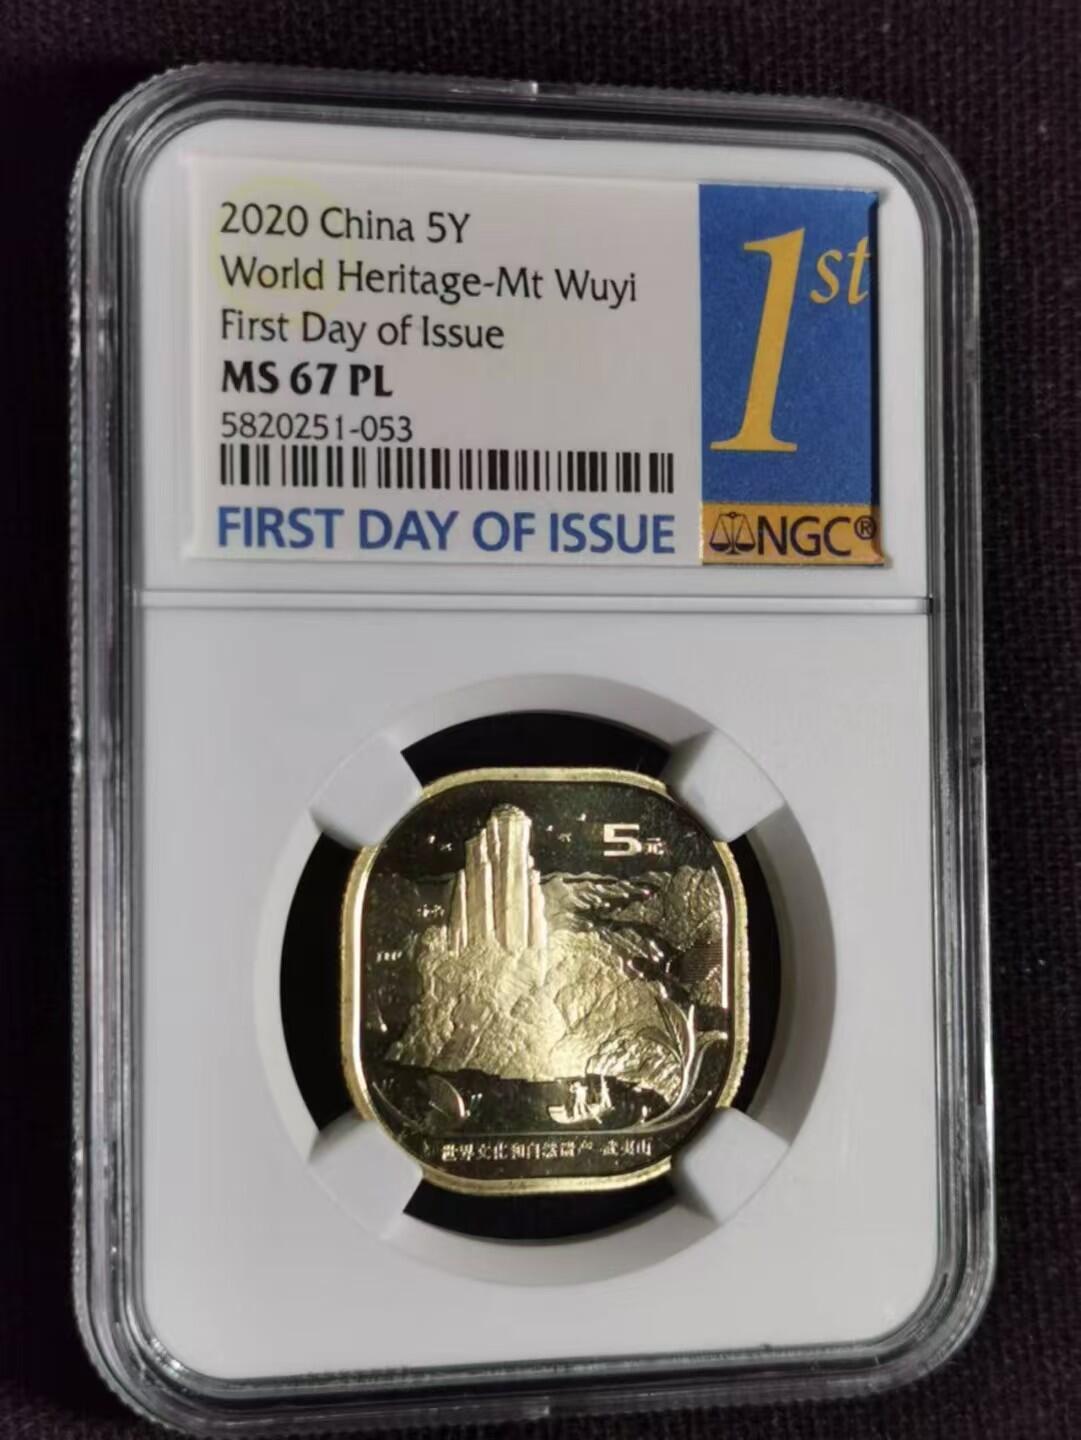 2020 China 5Y
World Heritage-Mt Wuyi
First Day of Issue
MS 67 PL
5820251-053
FIRST DAY OF ISSUE
1st
NGC®
5元
世界文化和自然遗产 武夷山